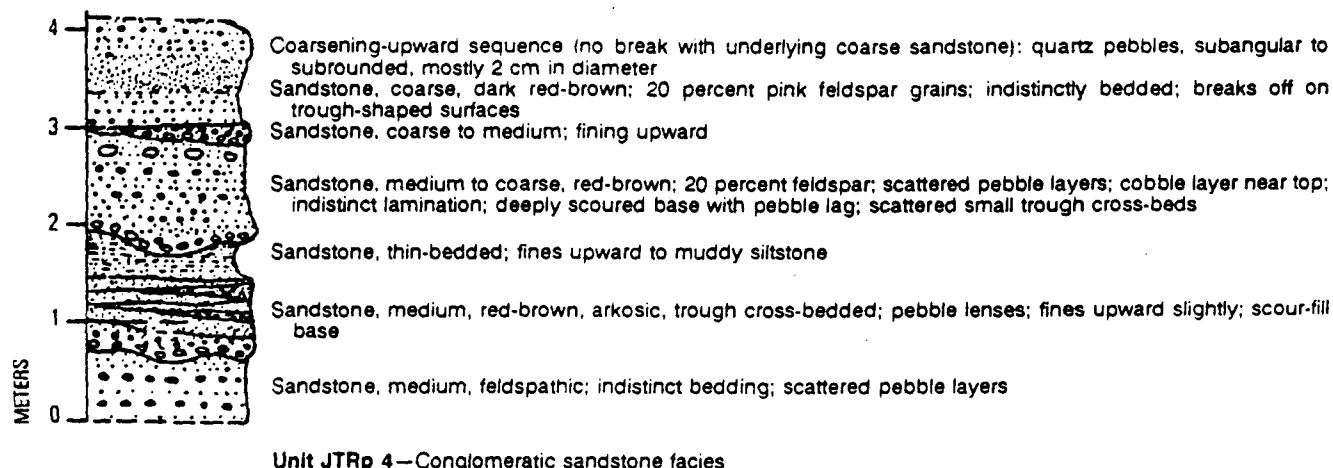 4
Coarsening-upward sequence (no break with underlying coarse sandstone): quartz pebbles, subangular to
subrounded, mostly 2 cm in diameter
Sandstone, coarse, dark red-brown; 20 percent pink feldspar grains; indistinctly bedded; breaks off on
trough-shaped surfaces
3
Sandstone, coarse to medium; fining upward
Sandstone, medium to coarse, red-brown; 20 percent feldspar; scattered pebble layers; cobble layer near top;
indistinct lamination; deeply scoured base with pebble lag; scattered small trough cross-beds
2
Sandstone, thin-bedded; fines upward to muddy siltstone
Sandstone, medium, red-brown, arkosic, trough cross-bedded; pebble lenses; fines upward slightly; scour-fill
1
base
Sandstone, medium, feldspathic; indistinct bedding; scattered pebble layers
METERS
0
Unit JTRp 4—Conglomeratic sandstone facies